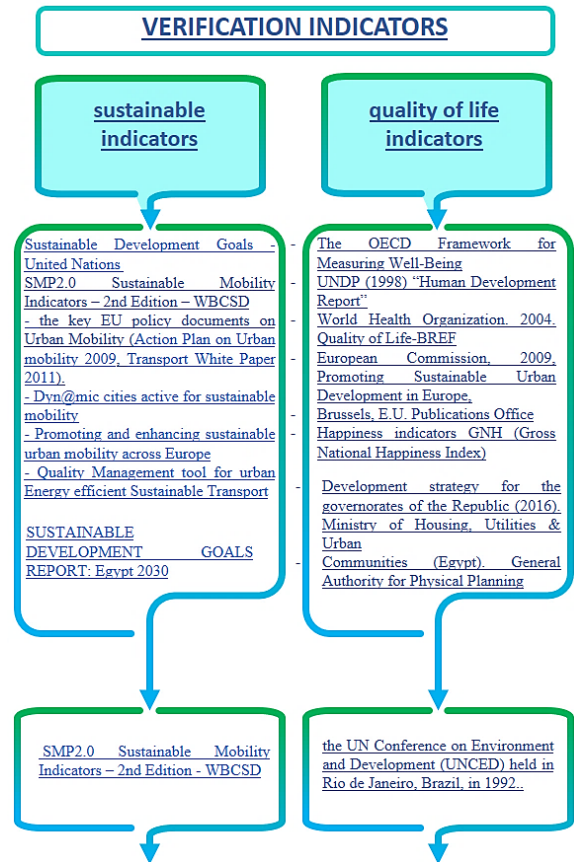 VERIFICATION INDICATORS
sustainable
indicators
Sustainable Development Goals -
United Nations
SMP2.0 Sustainable Mobility
Indicators – 2nd Edition – WBCSD
- the key EU policy documents on
Urban Mobility (Action Plan on Urban
mobility 2009, Transport White Paper
2011).
- Dyn@mic cities active for sustainable
mobility
- Promoting and enhancing sustainable
urban mobility across Europe
- Quality Management tool for urban
Energy efficient Sustainable Transport
SUSTAINABLE
DEVELOPMENT GOALS
REPORT: Egypt 2030
SMP2.0 Sustainable Mobility
Indicators – 2nd Edition - WBCSD
quality of life
indicators
- The OECD Framework for
Measuring Well-Being
- UNDP (1998) “Human Development
Report”
- World Health Organization. 2004.
Quality of Life-BREF
- European Commission, 2009,
Promoting Sustainable Urban
Development in Europe,
- Brussels, E.U. Publications Office
- Happiness indicators GNH (Gross
National Happiness Index)
- Development strategy for the
governorates of the Republic (2016).
Ministry of Housing, Utilities &
Urban
- Communities (Egypt). General
Authority for Physical Planning
the UN Conference on Environment
and Development (UNCED) held in
Rio de Janeiro, Brazil, in 1992..